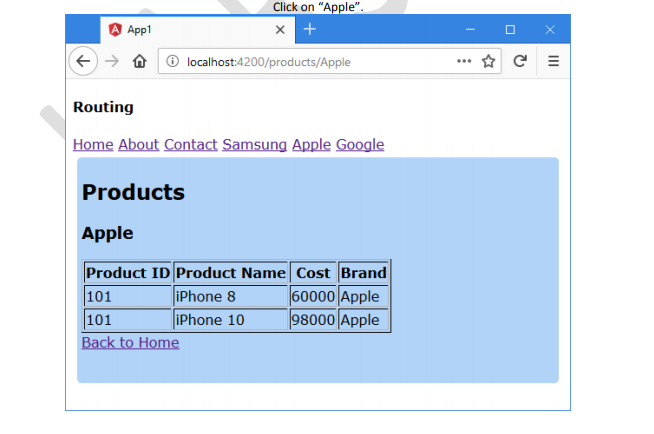 Click on “Apple”.
App1
localhost:4200/products/Apple
Routing
Home About Contact Samsung Apple Google
Products
Apple
Product ID Product Name Cost Brand
101 iPhone 8 60000 Apple
101 iPhone 10 98000 Apple
Back to Home